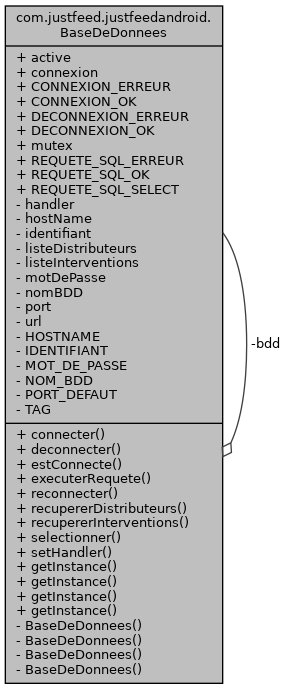 com.justfeed.justfeedandroid.
BaseDeDonnees
+ active
+ connexion
+ CONNEXION_ERREUR
+ CONNEXION_OK
+ DECONNEXION_ERREUR
+ DECONNEXION_OK
+ mutex
+ REQUETE_SQL_ERREUR
+ REQUETE_SQL_OK
+ REQUETE_SQL_SELECT
- handler
- hostName
- identifiant
- listeDistributeurs
- listeInterventions
- motDePasse
- nomBDD
- port
- url
- HOSTNAME
- IDENTIFIANT
- MOT_DE_PASSE
- NOM_BDD
- PORT_DEFAUT
- TAG
-bdd
+ connecter()
+ deconnecter()
+ estConnecte()
+ executerRequete()
+ reconnecter()
+ recupererDistributeurs()
+ recupererInterventions()
+ selectionner()
+ setHandler()
+ getInstance()
+ getInstance()
+ getInstance()
+ getInstance()
- BaseDeDonnees()
- BaseDeDonnees()
- BaseDeDonnees()
- BaseDeDonnees()